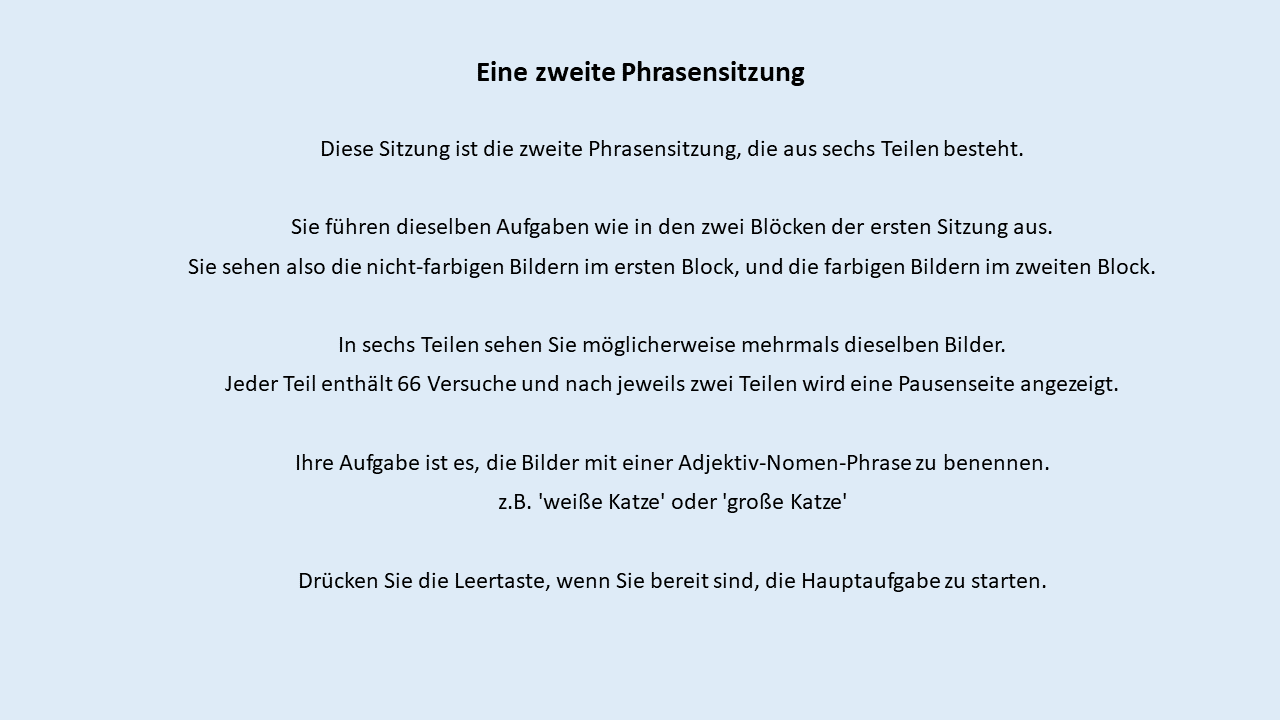 Eine zweite Phrasensitzung
Diese Sitzung ist die zweite Phrasensitzung, die aus sechs Teilen besteht.
Sie führen dieselben Aufgaben wie in den zwei Blöcken der ersten Sitzung aus.
Sie sehen also die nicht-farbigen Bildern im ersten Block, und die farbigen Bildern im zweiten Block.
In sechs Teilen sehen Sie möglicherweise mehrmals dieselben Bilder.
Jeder Teil enthält 66 Versuche und nach jeweils zwei Teilen wird eine Pausenseite angezeigt.
Ihre Aufgabe ist es, die Bilder mit einer Adjektiv-Nomen-Phrase zu benennen.
z.B. 'weiße Katze' oder 'große Katze'
Drücken Sie die Leertaste, wenn Sie bereit sind, die Hauptaufgabe zu starten.